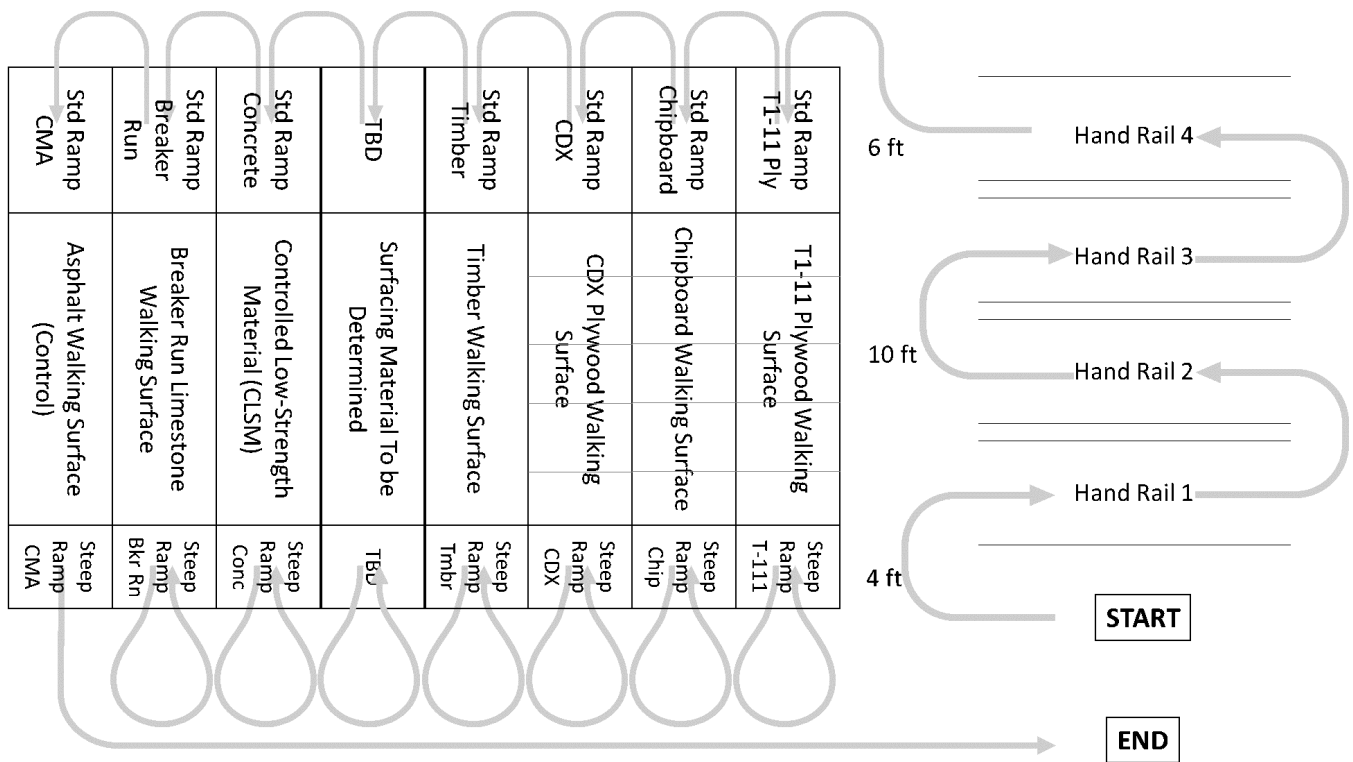 Std Ramp
CMA
Std Ramp
Breaker
Run
Std Ramp
Concrete
TBD
Std Ramp
Timber
Std Ramp
CDX
Std Ramp
Chipboard
Std Ramp
T1-11 Ply
6 ft
Hand Rail 4
Asphalt Walking Surface
(Control)
Breaker Run Limestone
Walking Surface
Controlled Low-Strength
Material (CLSM)
Surfacing Material To be
Determined
Timber Walking Surface
CDX Plywood Walking
Surface
Chipboard Walking Surface
T1-11 Plywood Walking
Surface
10 ft
Hand Rail 3
Hand Rail 2
Hand Rail 1
Steep
Ramp
CMA
Steep
Ramp
Bkr Rn
Steep
Ramp
Conc
TBD
Steep
Ramp
Tmbr
Steep
Ramp
CDX
Steep
Ramp
Chip
Steep
Ramp
T-111
4 ft
START
END